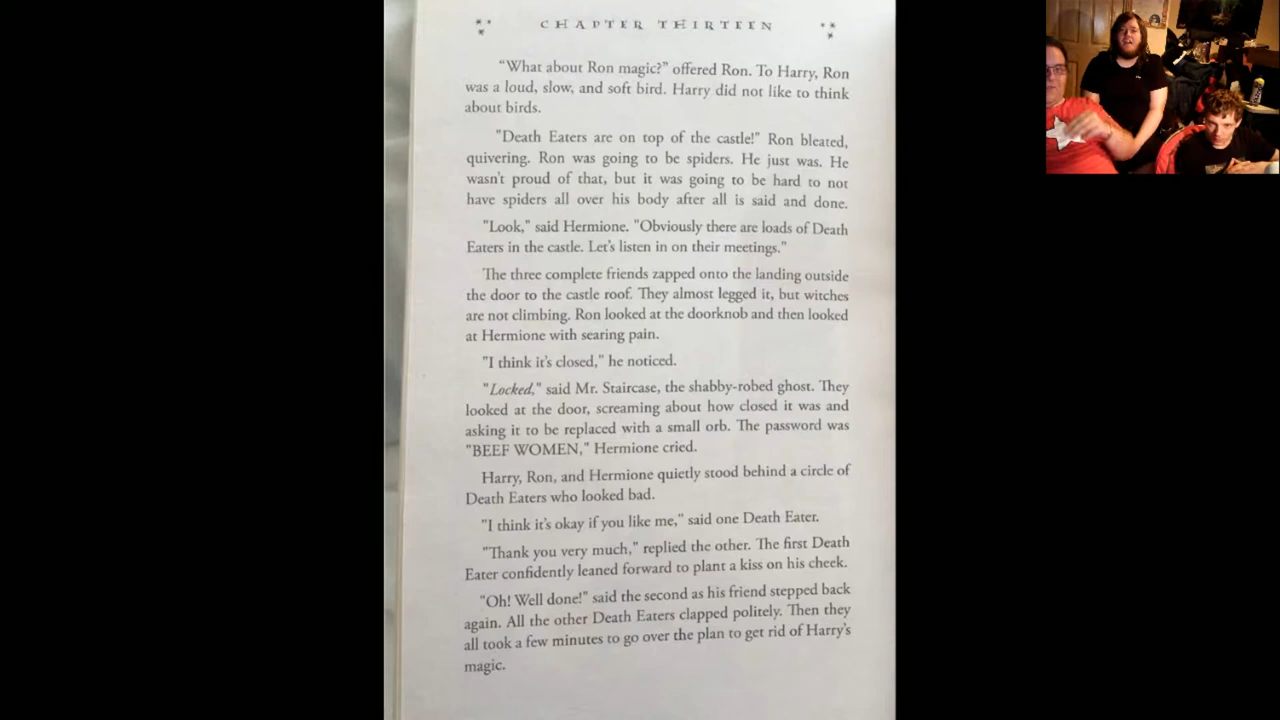 CHAPTER THIRTEEN
"What about Ron magic?" offered Ron. To Harry, Ron
was a loud, slow, and soft bird. Harry did not like to think
about birds.
"Death Eaters are on top of the castle!" Ron bleated,
quivering. Ron was going to be spiders. He just was. He
wasn't proud of that, but it was going to be hard to not
have spiders all over his body after all is said and done.
"Look," said Hermione. "Obviously there are loads of Death
Eaters in the castle. Let's listen in on their meetings."
The three complete friends zapped onto the landing outside
the door to the castle roof. They almost legged it, but witches
are not climbing. Ron looked at the doorknob and then looked
at Hermione with searing pain.
"I think it's closed," he noticed.
"Locked," said Mr. Staircase, the shabby-robed ghost. They
looked at the door, screaming about how closed it was and
asking it to be replaced with a small orb. The password was
"BEEF WOMEN," Hermione cried.
Harry, Ron, and Hermione quietly stood behind a circle of
Death Eaters who looked bad.
"I think it's okay if you like me," said one Death Eater.
"Thank you very much," replied the other. The first Death
Eater confidently leaned forward to plant a kiss on his cheek.
"Oh! Well done!" said the second as his friend stepped back
again. All the other Death Eaters clapped politely. Then they
all took a few minutes to go over the plan to get rid of Harry's
magic.